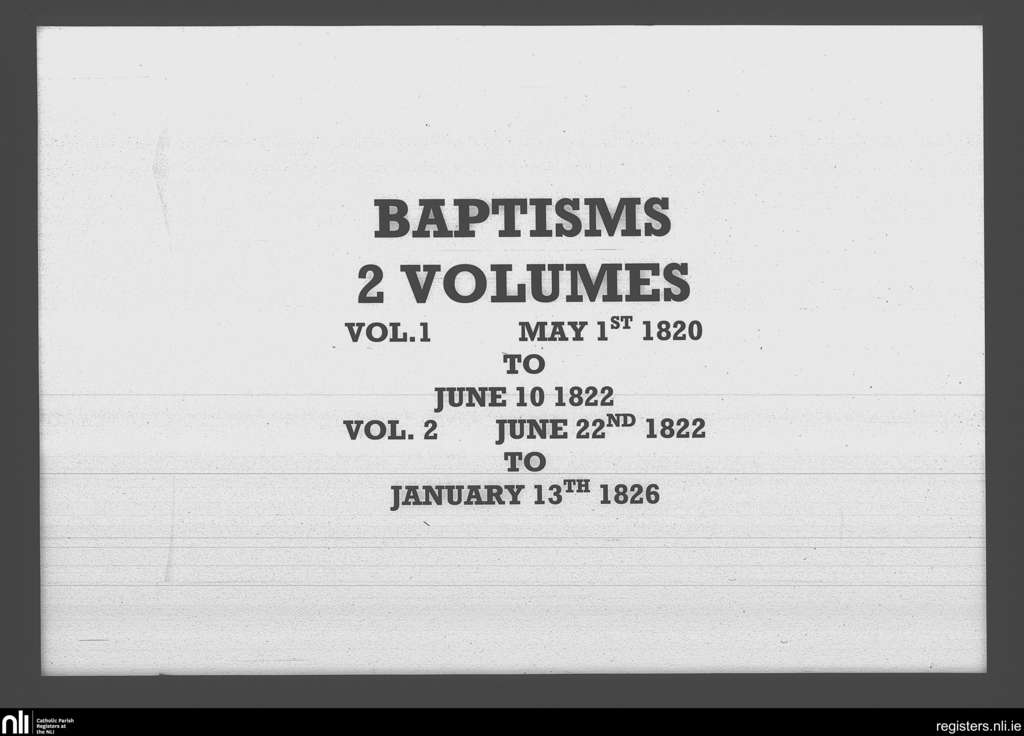 BAPTISMS
2 VOLUMES
VOL.1 MAY 1ST 1820
TO
JUNE 10 1822
VOL. 2 JUNE 22ND 1822
TO
JANUARY 13TH 1826
nli
Catholic Parish
Registers at
the NLI
registers.nli.ie